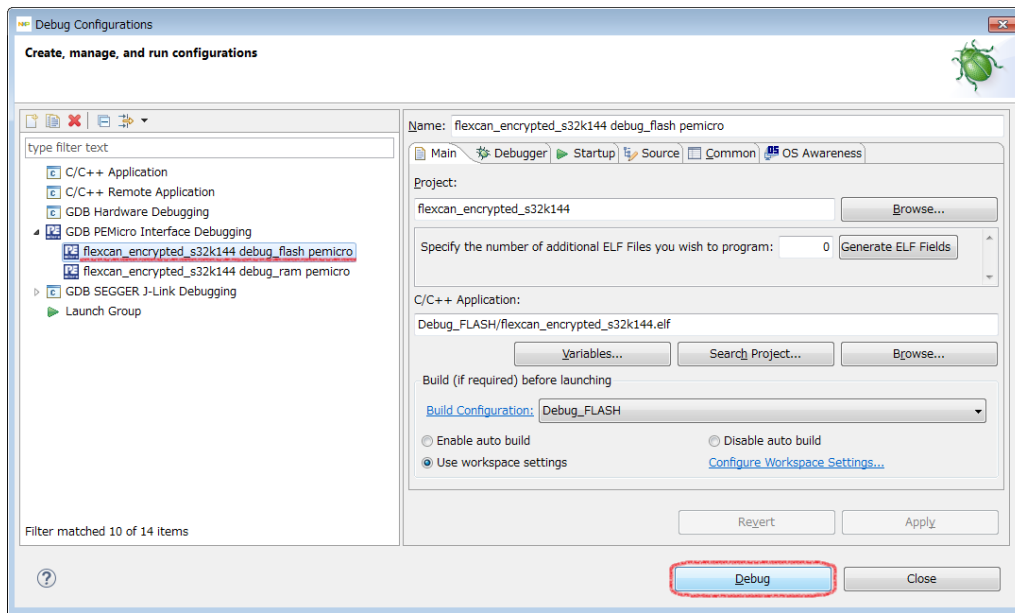 NXP Debug Configurations
Create, manage, and run configurations
type filter text
C/C++ Application
C/C++ Remote Application
GDB Hardware Debugging
GDB PEMicro Interface Debugging
flexcan_encrypted_s32k144 debug_flash pemicro
flexcan_encrypted_s32k144 debug_ram pemicro
GDB SEGGER J-Link Debugging
Launch Group
Filter matched 10 of 14 items
Name: flexcan_encrypted_s32k144 debug_flash pemicro
Main Debugger Startup Source Common OS Awareness
Project:
flexcan_encrypted_s32k144 Browse...
Specify the number of additional ELF Files you wish to program: 0 Generate ELF Fields
C/C++ Application:
Debug_FLASH/flexcan_encrypted_s32k144.elf
Variables... Search Project... Browse...
Build (if required) before launching
Build Configuration: Debug_FLASH
Enable auto build Disable auto build
Use workspace settings Configure Workspace Settings...
Revert Apply
? Debug Close